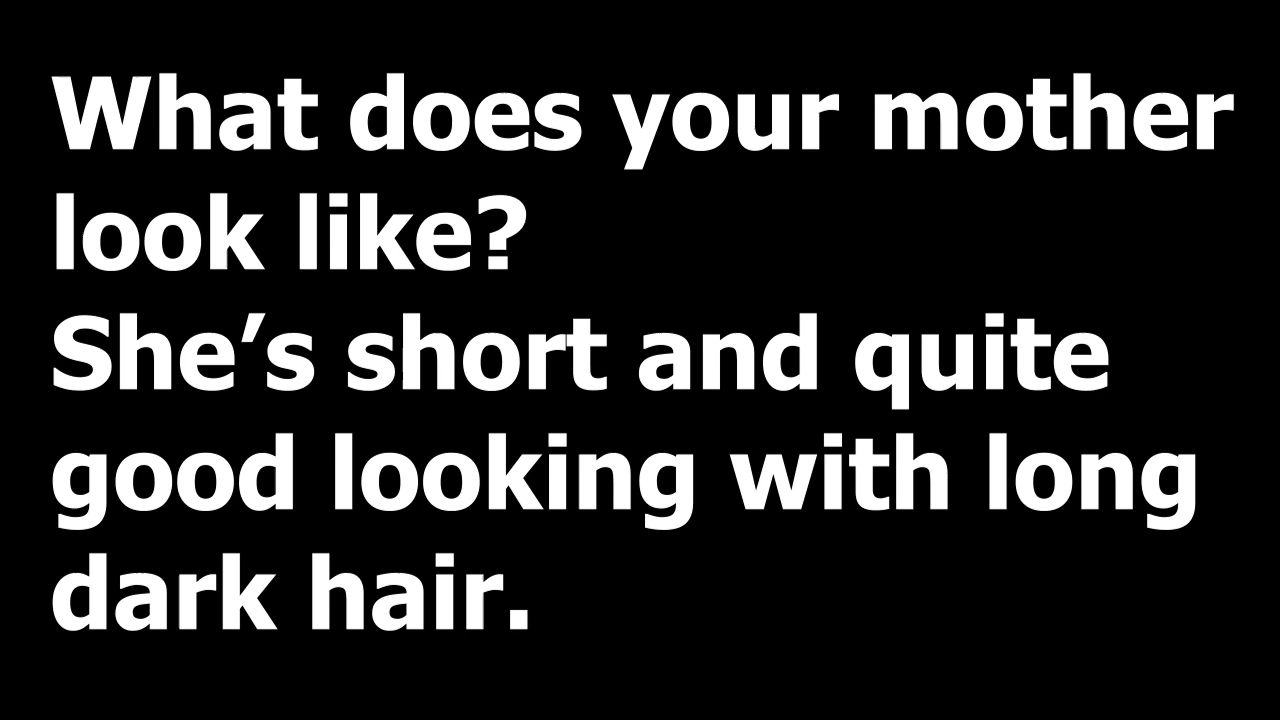 What does your mother
look like?
She’s short and quite
good looking with long
dark hair.